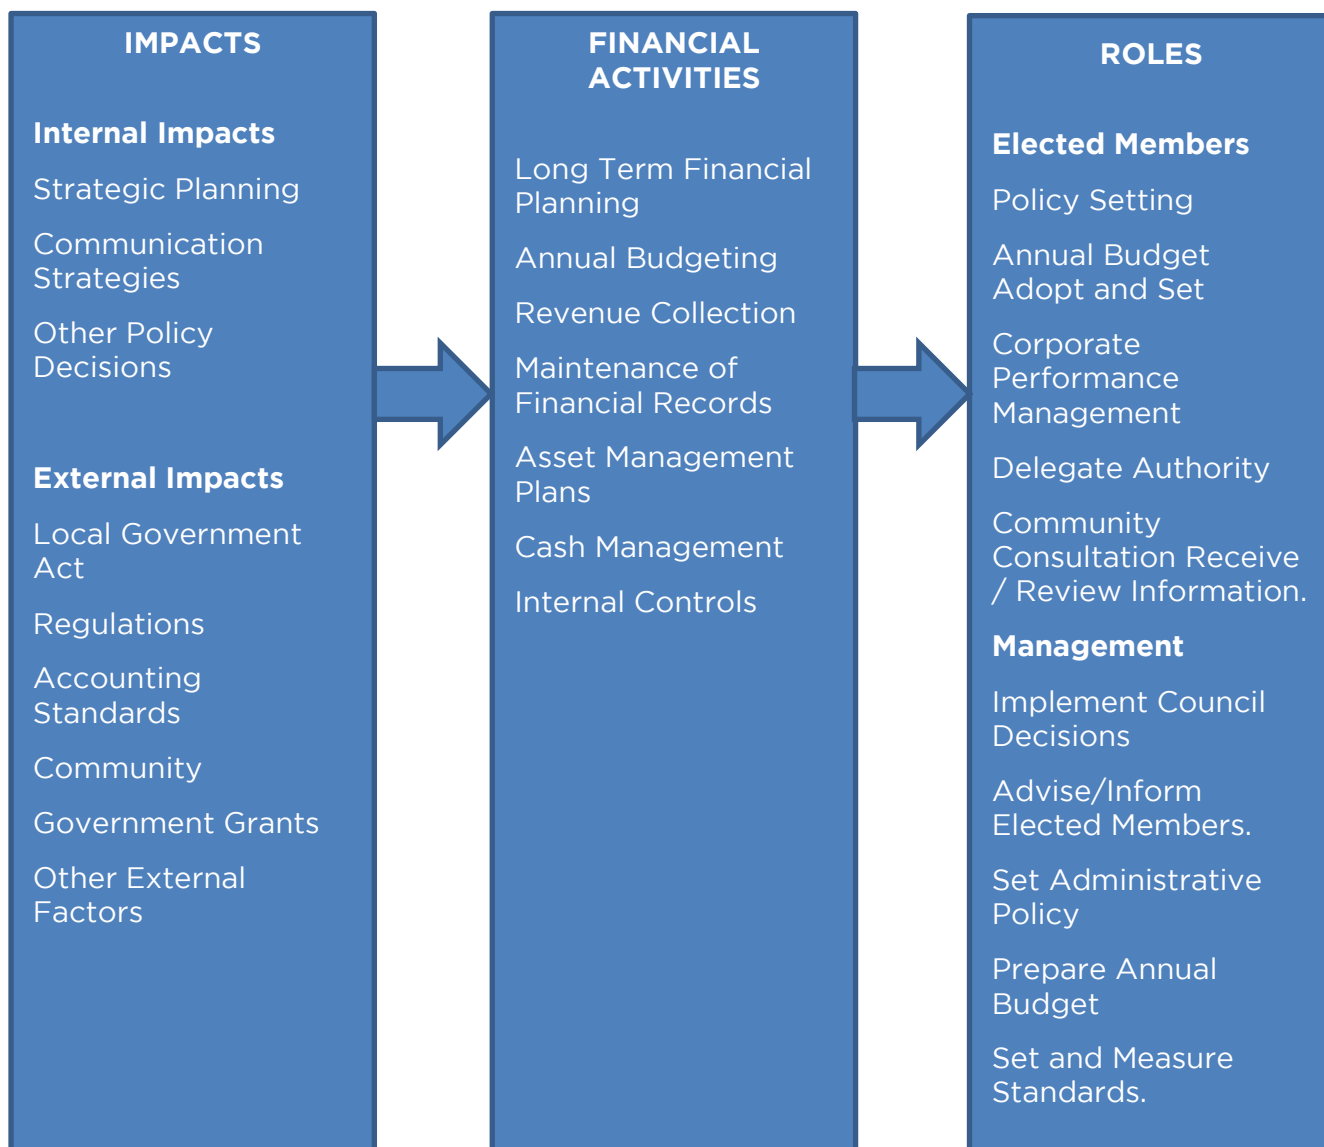 IMPACTS
Internal Impacts
Strategic Planning
Communication
Strategies
Other Policy
Decisions
External Impacts
Local Government
Act
Regulations
Accounting
Standards
Community
Government Grants
Other External
Factors
FINANCIAL
ACTIVITIES
Long Term Financial
Planning
Annual Budgeting
Revenue Collection
Maintenance of
Financial Records
Asset Management
Plans
Cash Management
Internal Controls
ROLES
Elected Members
Policy Setting
Annual Budget
Adopt and Set
Corporate
Performance
Management
Delegate Authority
Community
Consultation Receive
/ Review Information.
Management
Implement Council
Decisions
Advise/Inform
Elected Members.
Set Administrative
Policy
Prepare Annual
Budget
Set and Measure
Standards.